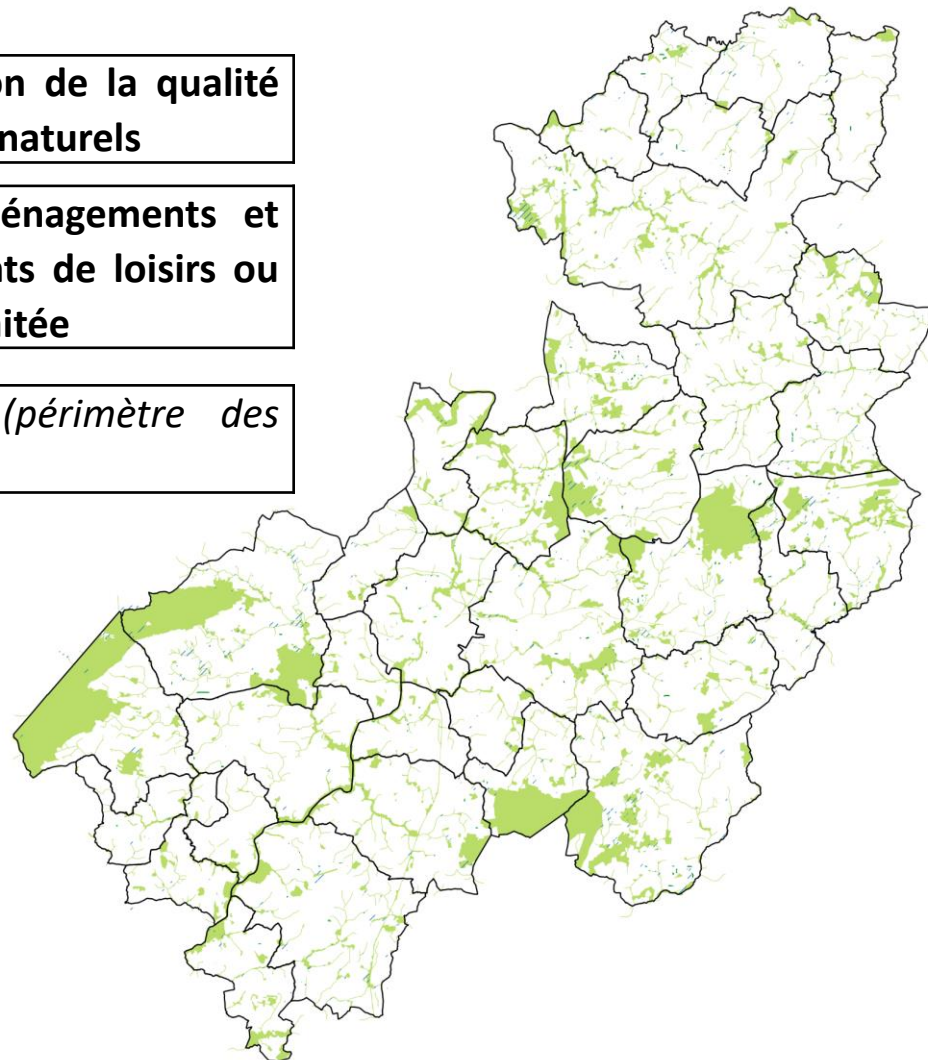 on de la qualité
naturels
énagements et
ts de loisirs ou
itée
(périmètre des